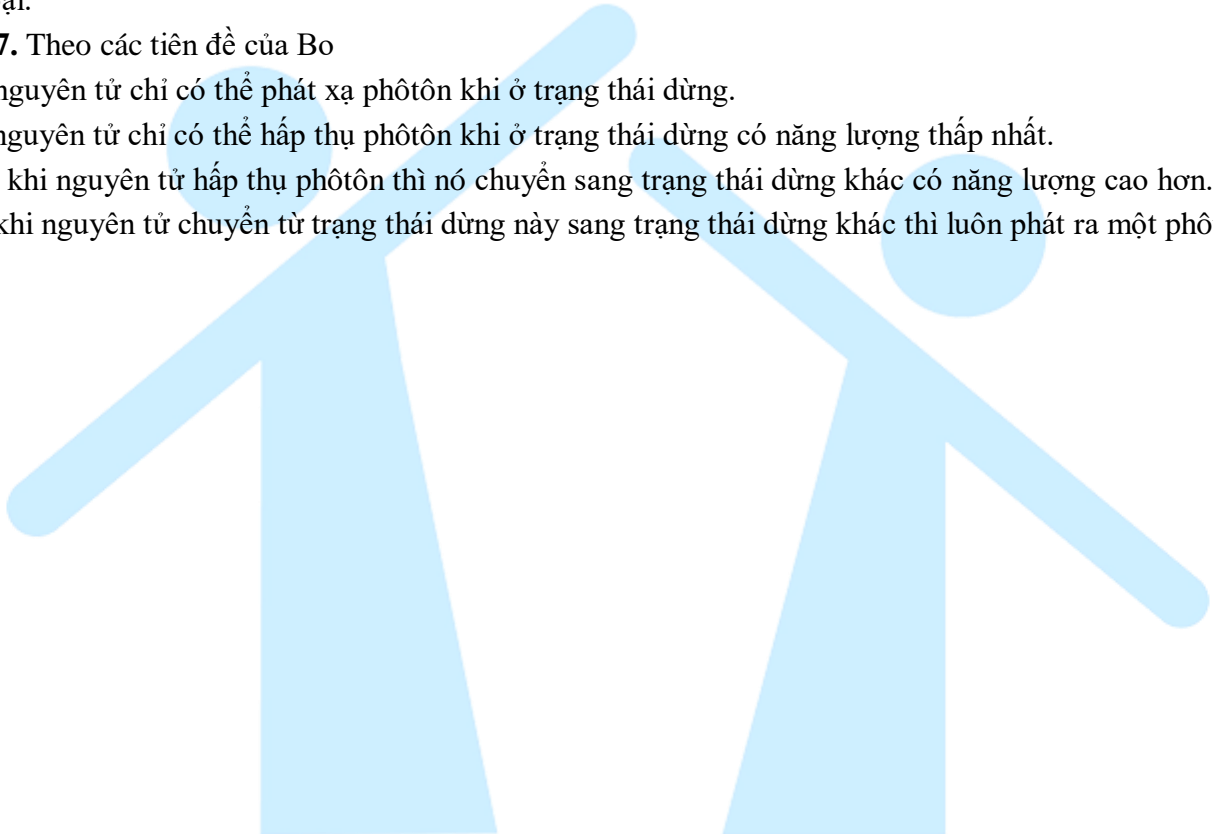 ại.
7. Theo các tiên đề của Bo
nguyên tử chỉ có thể phát xạ phôtôn khi ở trạng thái dừng.
nguyên tử chỉ có thể hấp thụ phôtôn khi ở trạng thái dừng có năng lượng thấp nhất.
khi nguyên tử hấp thụ phôtôn thì nó chuyển sang trạng thái dừng khác có năng lượng cao hơn.
khi nguyên tử chuyển từ trạng thái dừng này sang trạng thái dừng khác thì luôn phát ra một phô